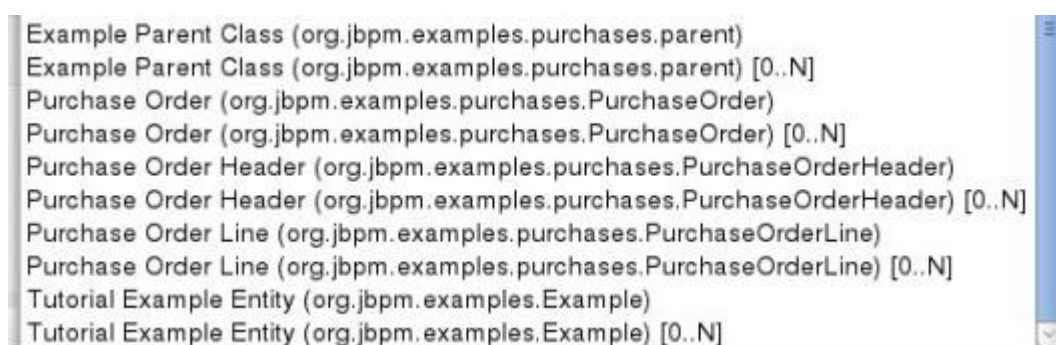 Example Parent Class (org.jbpm.examples.purchases.parent)
Example Parent Class (org.jbpm.examples.purchases.parent) [0..N]
Purchase Order (org.jbpm.examples.purchases.PurchaseOrder)
Purchase Order (org.jbpm.examples.purchases.PurchaseOrder) [0..N]
Purchase Order Header (org.jbpm.examples.purchases.PurchaseOrderHeader)
Purchase Order Header (org.jbpm.examples.purchases.PurchaseOrderHeader) [0..N]
Purchase Order Line (org.jbpm.examples.purchases.PurchaseOrderLine)
Purchase Order Line (org.jbpm.examples.purchases.PurchaseOrderLine) [0..N]
Tutorial Example Entity (org.jbpm.examples.Example)
Tutorial Example Entity (org.jbpm.examples.Example) [0..N]